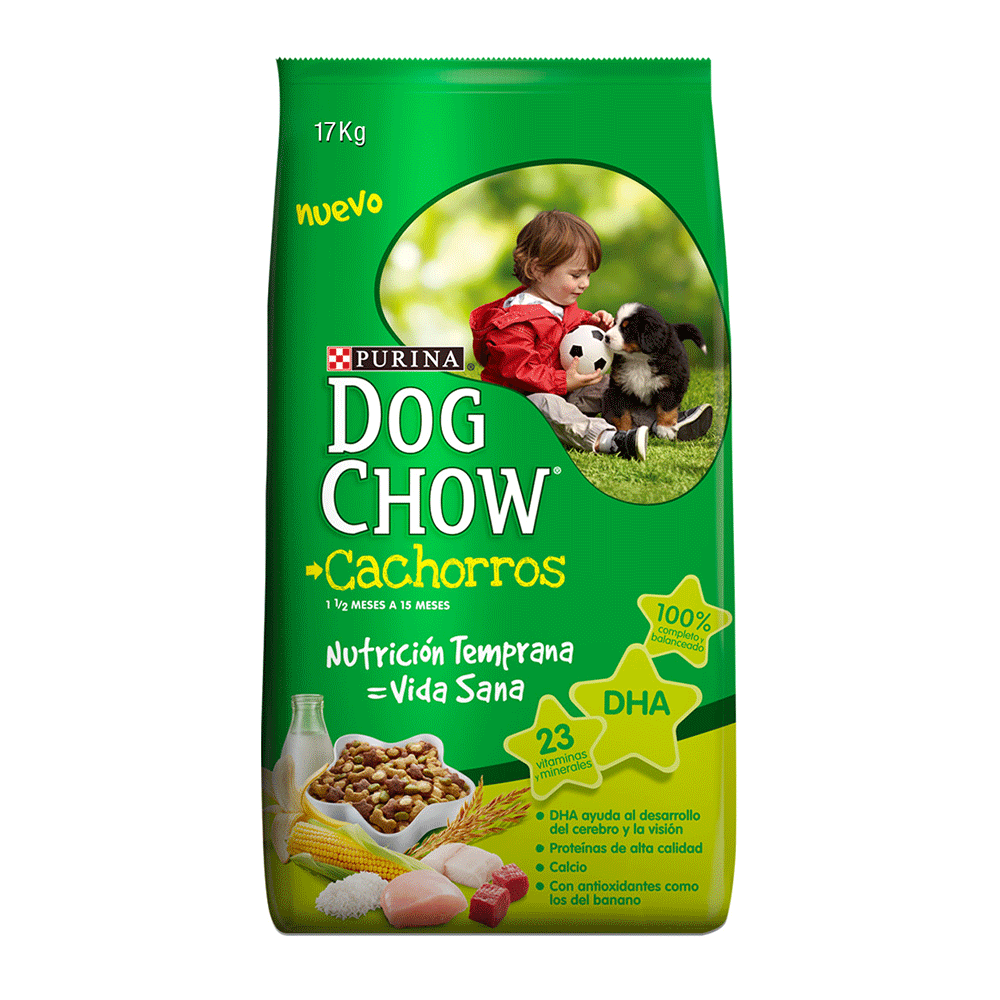 17Kg
nuevo
PURINA®
DOG
CHOW®
Cachorros
1 1/2 MESES A 15 MESES
Nutrición Temprana
=Vida Sana
100%
completo y
balanceado
DHA
23
vitaminas
y minerales
• DHA ayuda al desarrollo
del cerebro y la visión
• Proteínas de alta calidad
• Calcio
• Con antioxidantes como
los del banano